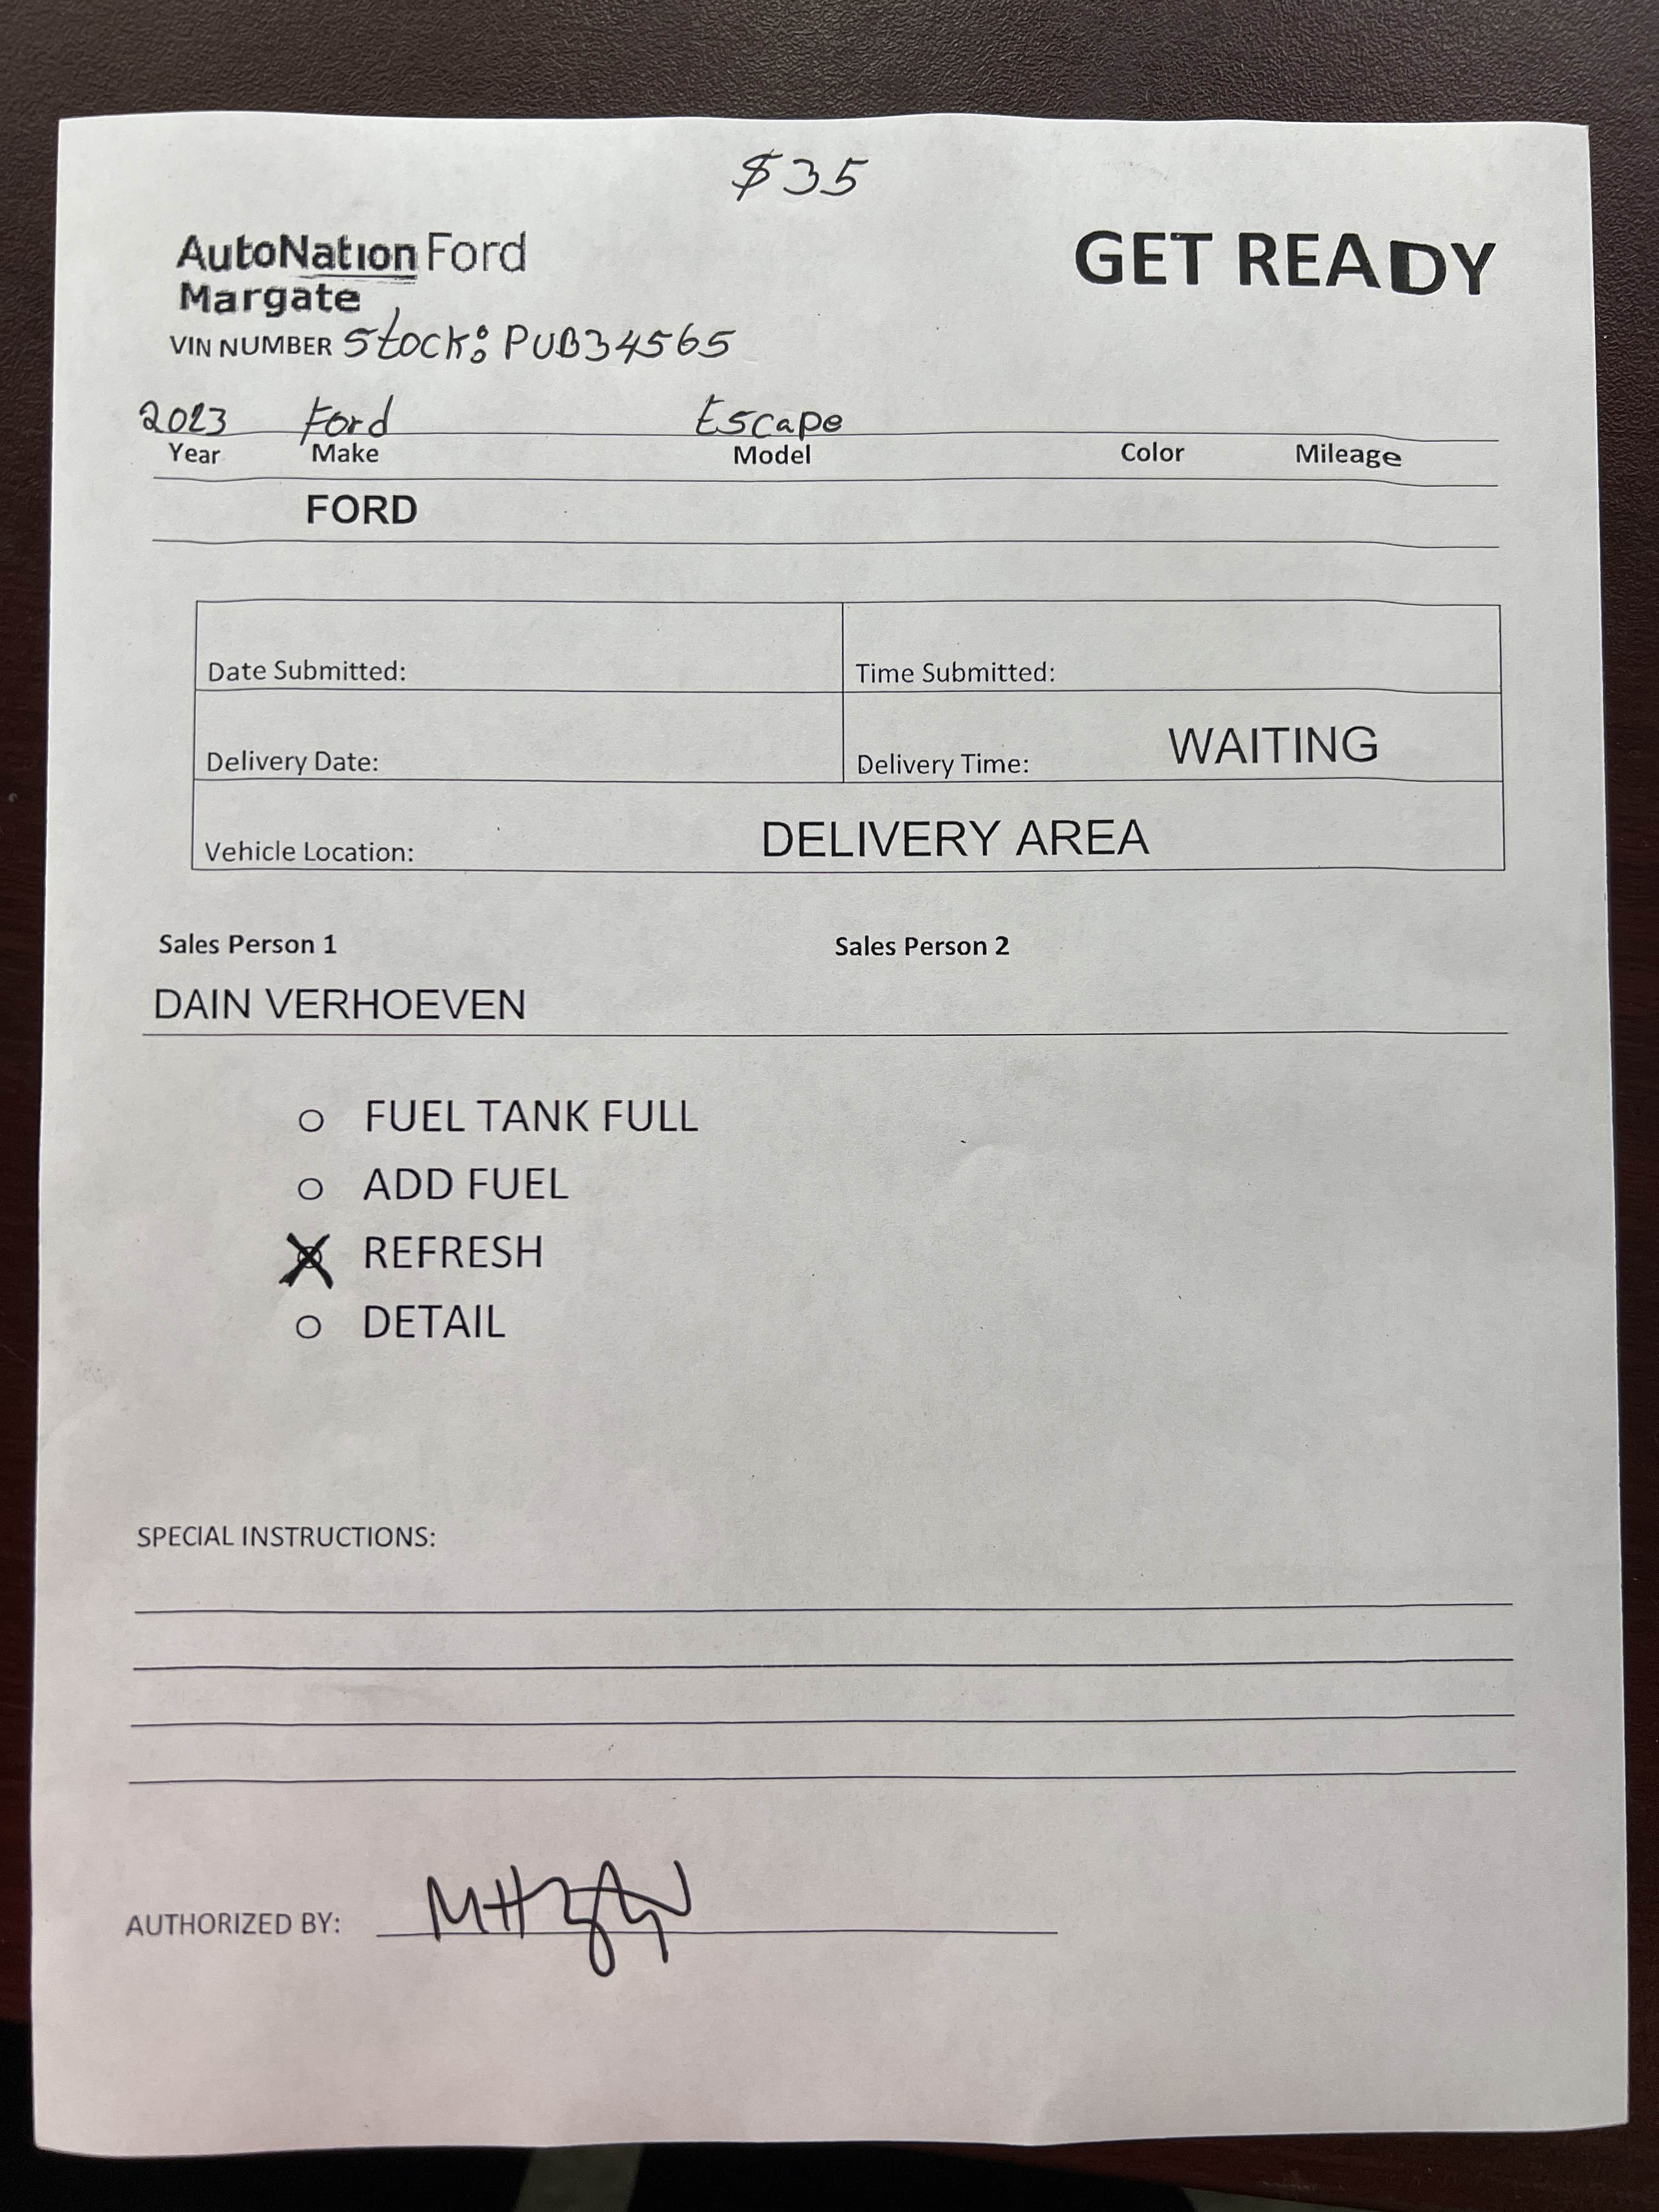 $35
AutoNation Ford
Margate
GET READY
VIN NUMBER Stock: PUB34565
2023 Ford Escape
Year Make Model Color Mileage
FORD
Date Submitted: Time Submitted:
Delivery Date: Delivery Time: WAITING
Vehicle Location: DELIVERY AREA
Sales Person 1 Sales Person 2
DAIN VERHOEVEN
FUEL TANK FULL
ADD FUEL
REFRESH
DETAIL
SPECIAL INSTRUCTIONS:
AUTHORIZED BY: